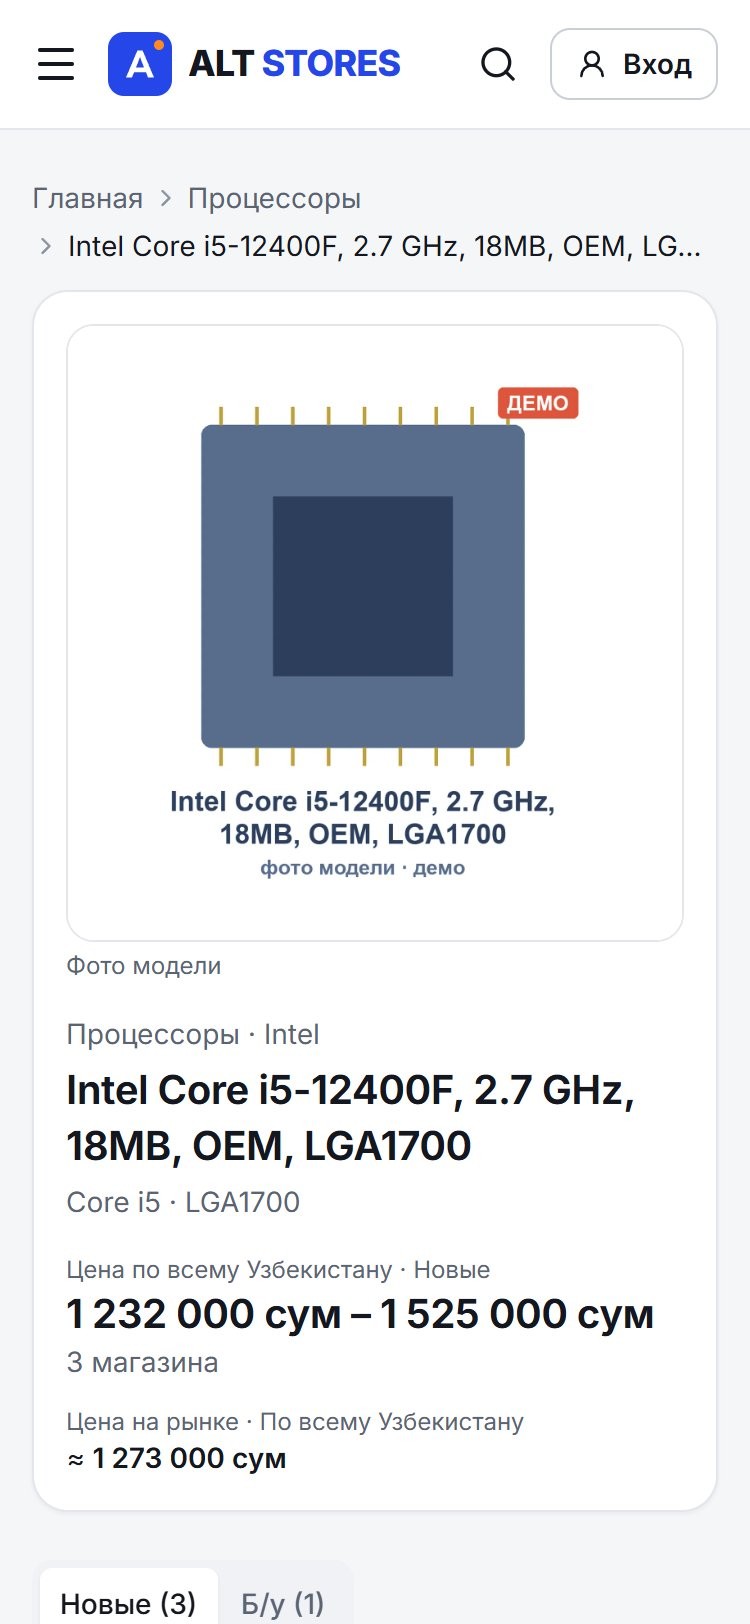 A ALT STORES
Вход
Главная > Процессоры
> Intel Core i5-12400F, 2.7 GHz, 18MB, OEM, LG...
ДЕМО
Intel Core i5-12400F, 2.7 GHz,
18MB, OEM, LGA1700
фото модели · демо
Фото модели
Процессоры · Intel
Intel Core i5-12400F, 2.7 GHz,
18MB, OEM, LGA1700
Core i5 · LGA1700
Цена по всему Узбекистану · Новые
1 232 000 сум – 1 525 000 сум
3 магазина
Цена на рынке · По всему Узбекистану
≈ 1 273 000 сум
Новые (3) Б/у (1)